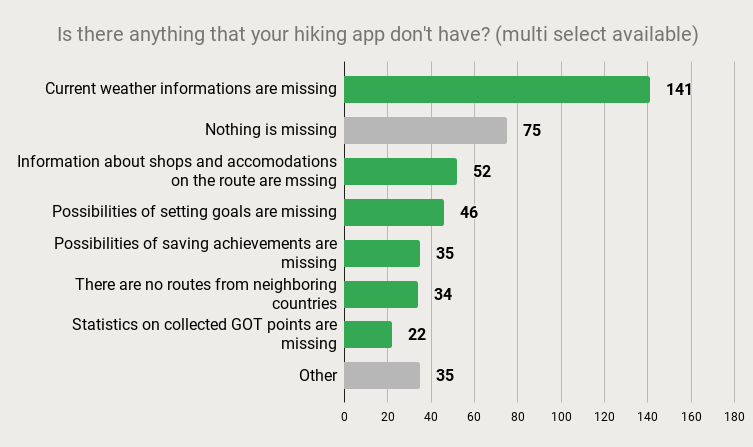 Is there anything that your hiking app don't have? (multi select available)
Current weather informations are missing
141
Nothing is missing
75
Information about shops and accomodations
on the route are mssing
52
Possibilities of setting goals are missing
46
Possibilities of saving achievements are
missing
35
There are no routes from neighboring
countries
34
Statistics on collected GOT points are
missing
22
Other
35
0 20 40 60 80 100 120 140 160 180